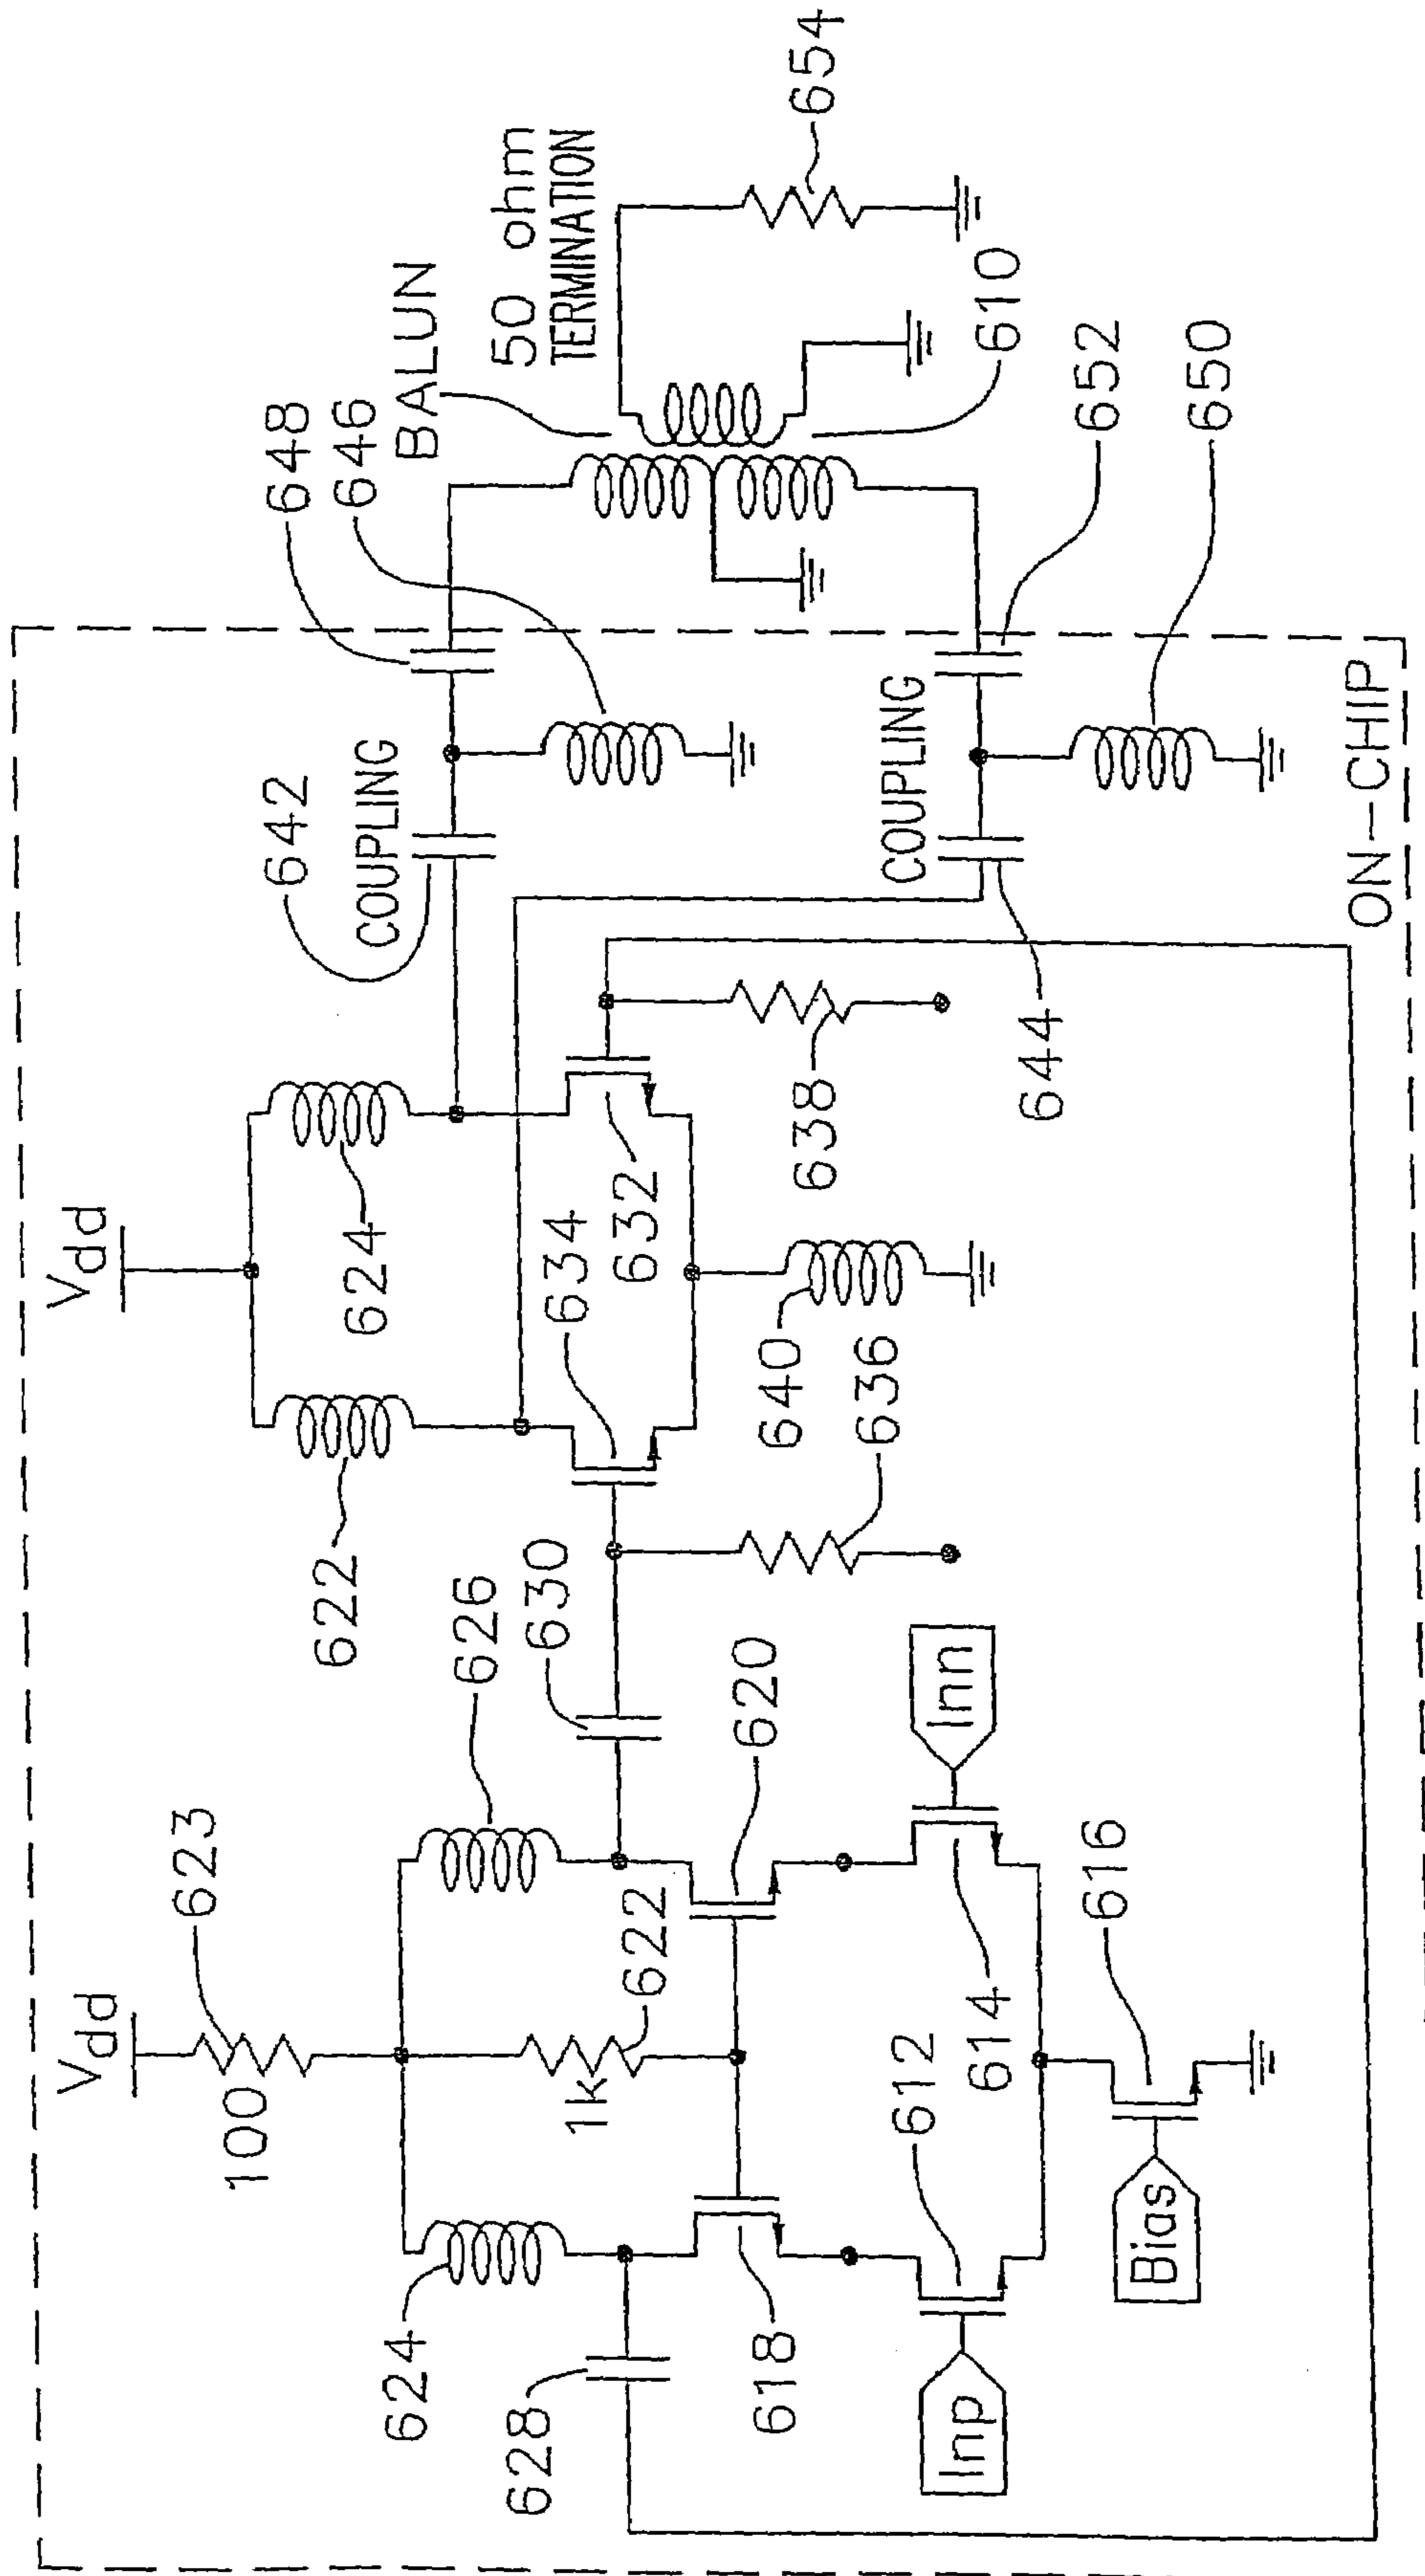 Vdd
623
100
624
626
628
1k
622
618
620
630
612
614
Inp
Inn
Bias
616
Vdd
622
624
634
632
636
640
638
642
COUPLING
648
646
BALUN
50 ohm
TERMINATION
654
610
COUPLING
644
652
650
ON-CHIP